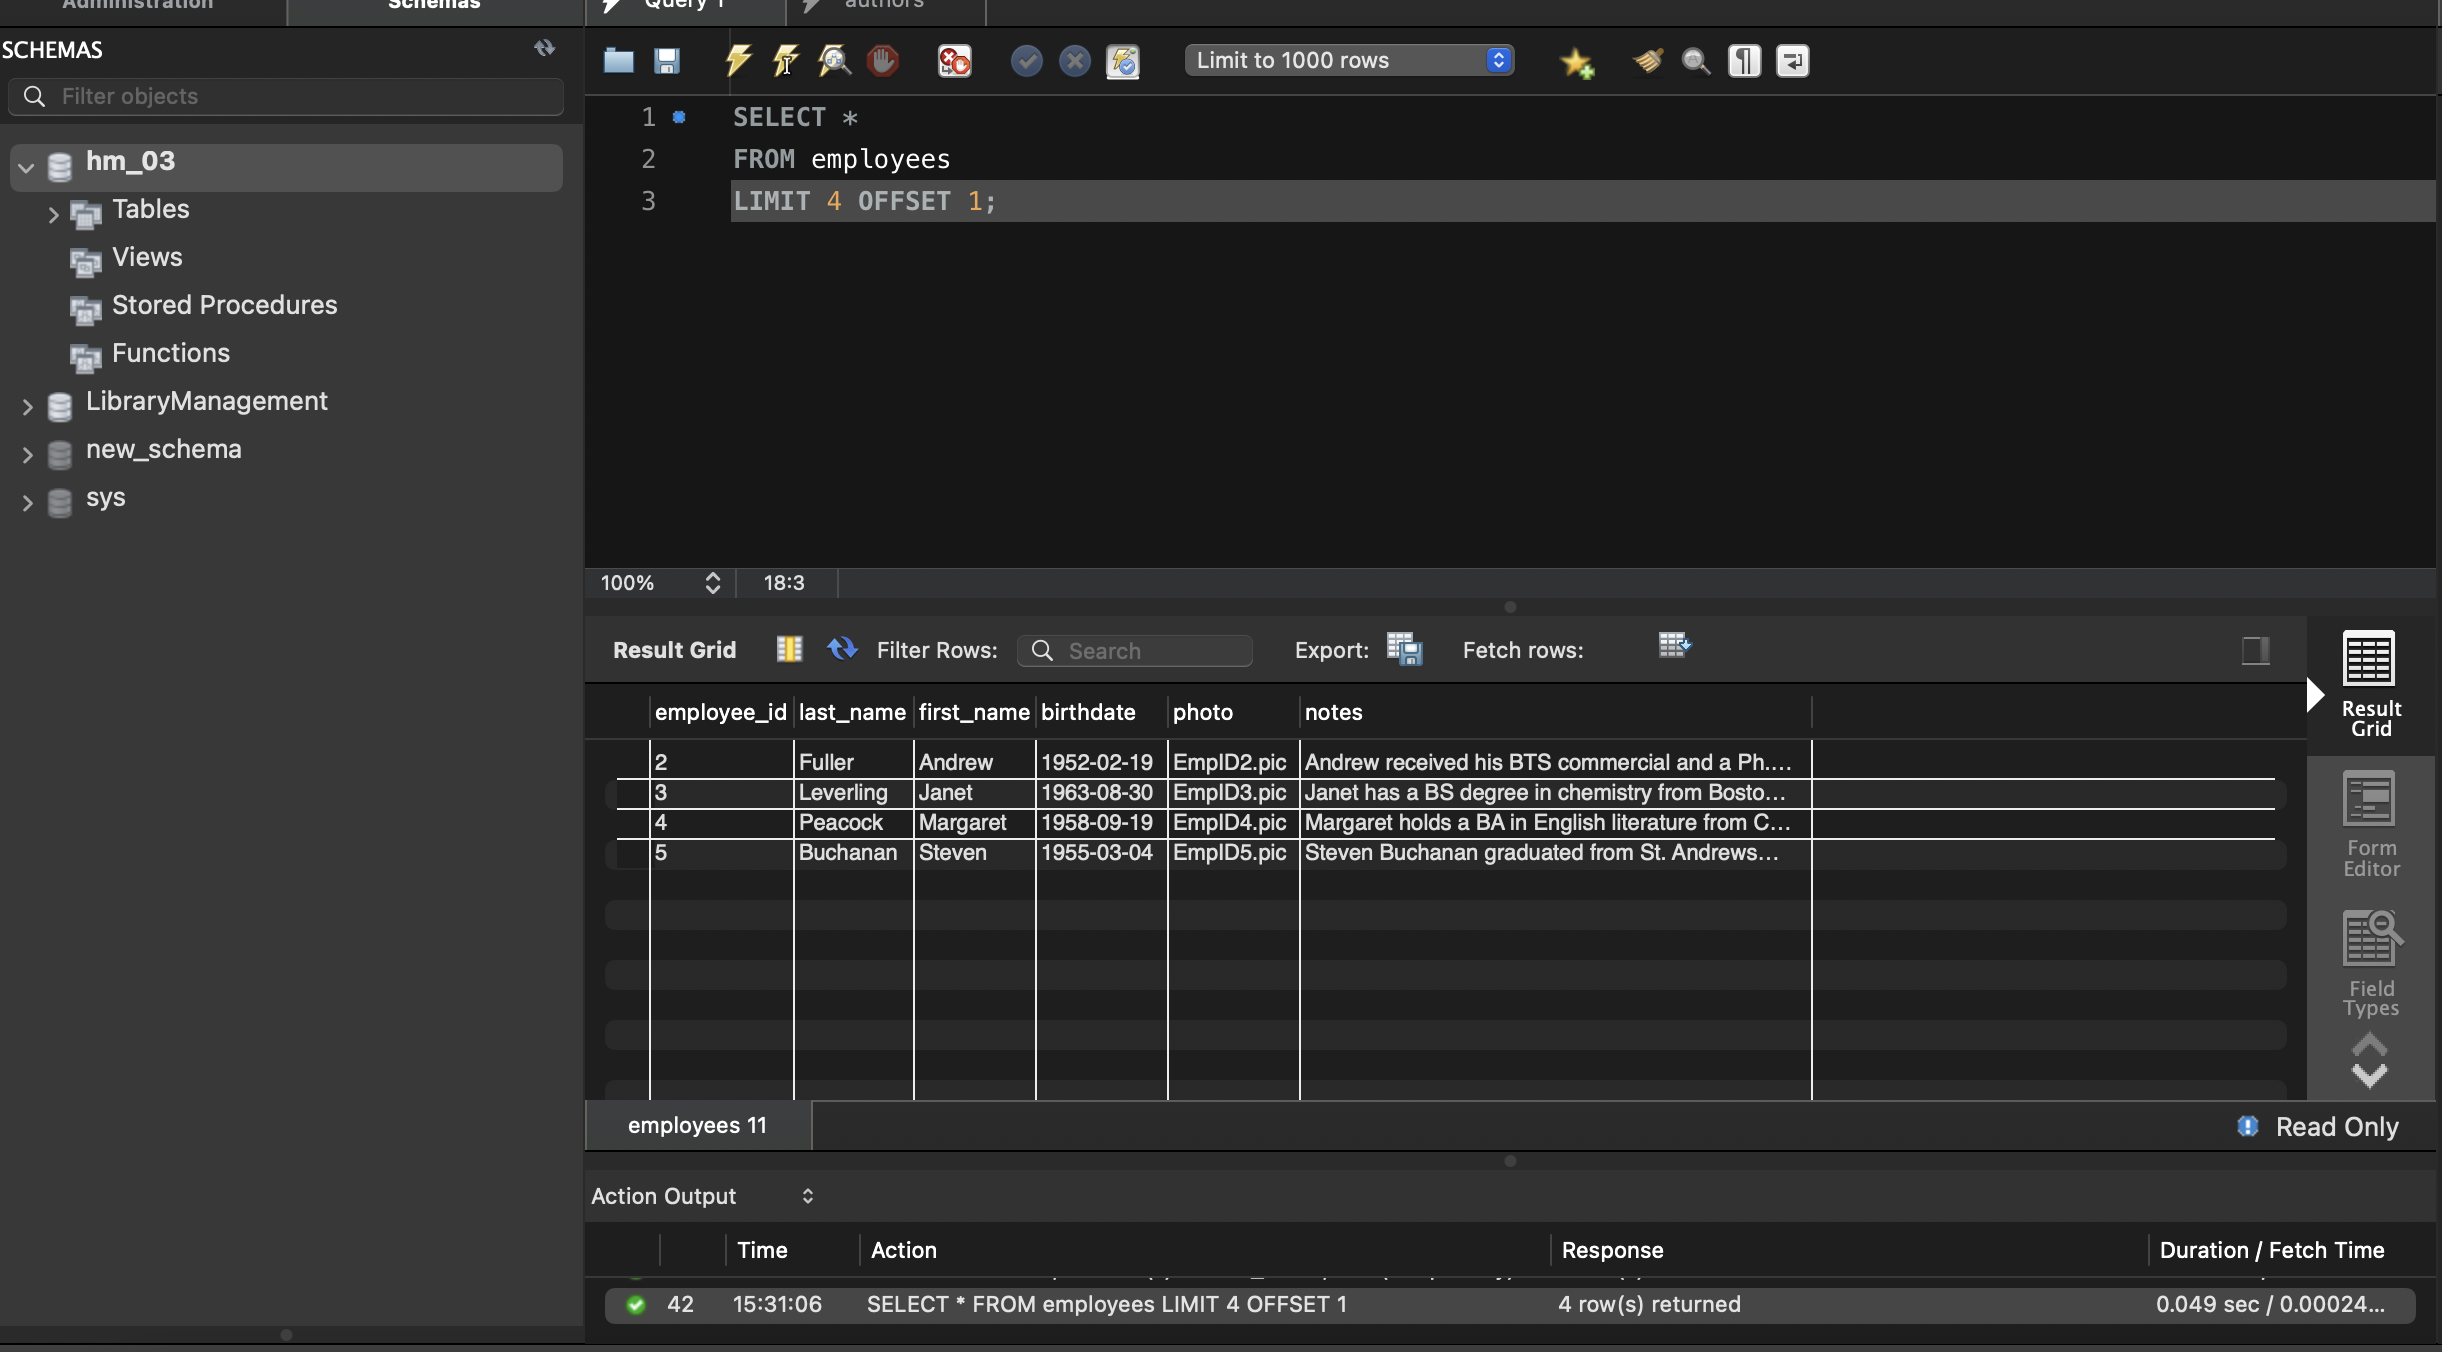 Administration
Schemas
Query 1
authors
SCHEMAS
Filter objects
hm_03
Tables
Views
Stored Procedures
Functions
LibraryManagement
new_schema
sys
Limit to 1000 rows
1 SELECT *
2 FROM employees
3 LIMIT 4 OFFSET 1;
100% 18:3
Result Grid Filter Rows: Search Export: Fetch rows:
employee_id last_name first_name birthdate photo notes
2 Fuller Andrew 1952-02-19 EmpID2.pic Andrew received his BTS commercial and a Ph....
3 Leverling Janet 1963-08-30 EmpID3.pic Janet has a BS degree in chemistry from Bosto...
4 Peacock Margaret 1958-09-19 EmpID4.pic Margaret holds a BA in English literature from C...
5 Buchanan Steven 1955-03-04 EmpID5.pic Steven Buchanan graduated from St. Andrews...
Result
Grid
Form
Editor
Field
Types
employees 11
Read Only
Action Output
Time Action Response Duration / Fetch Time
42 15:31:06 SELECT * FROM employees LIMIT 4 OFFSET 1 4 row(s) returned 0.049 sec / 0.00024...